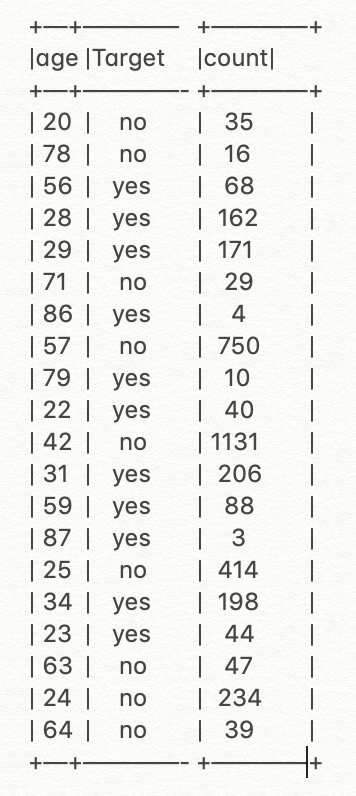 +—+———————— +————————+
|age |Target |count|
+—+————————- +————————+
| 20 | no | 35 |
| 78 | no | 16 |
| 56 | yes | 68 |
| 28 | yes | 162 |
| 29 | yes | 171 |
| 71 | no | 29 |
| 86 | yes | 4 |
| 57 | no | 750 |
| 79 | yes | 10 |
| 22 | yes | 40 |
| 42 | no | 1131 |
| 31 | yes | 206 |
| 59 | yes | 88 |
| 87 | yes | 3 |
| 25 | no | 414 |
| 34 | yes | 198 |
| 23 | yes | 44 |
| 63 | no | 47 |
| 24 | no | 234 |
| 64 | no | 39 |
+—+————————- +————————+